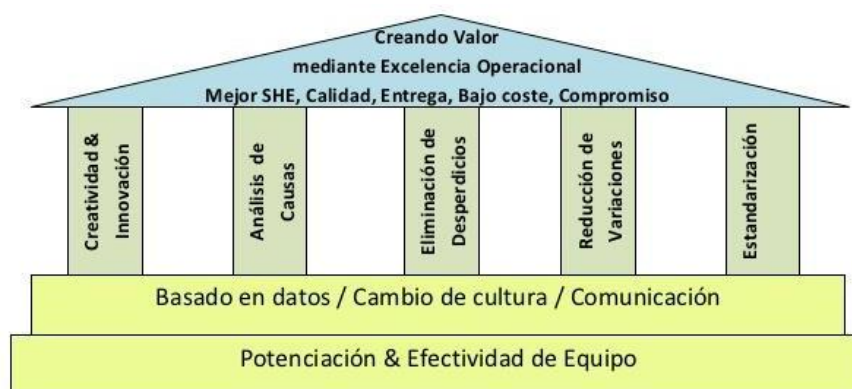 Creando Valor
mediante Excelencia Operacional
Mejor SHE, Calidad, Entrega, Bajo coste, Compromiso
Creatividad &
Innovación
Análisis de
Causas
Eliminación de
Desperdicios
Reducción de
Variaciones
Estandarización
Basado en datos / Cambio de cultura / Comunicación
Potenciación & Efectividad de Equipo